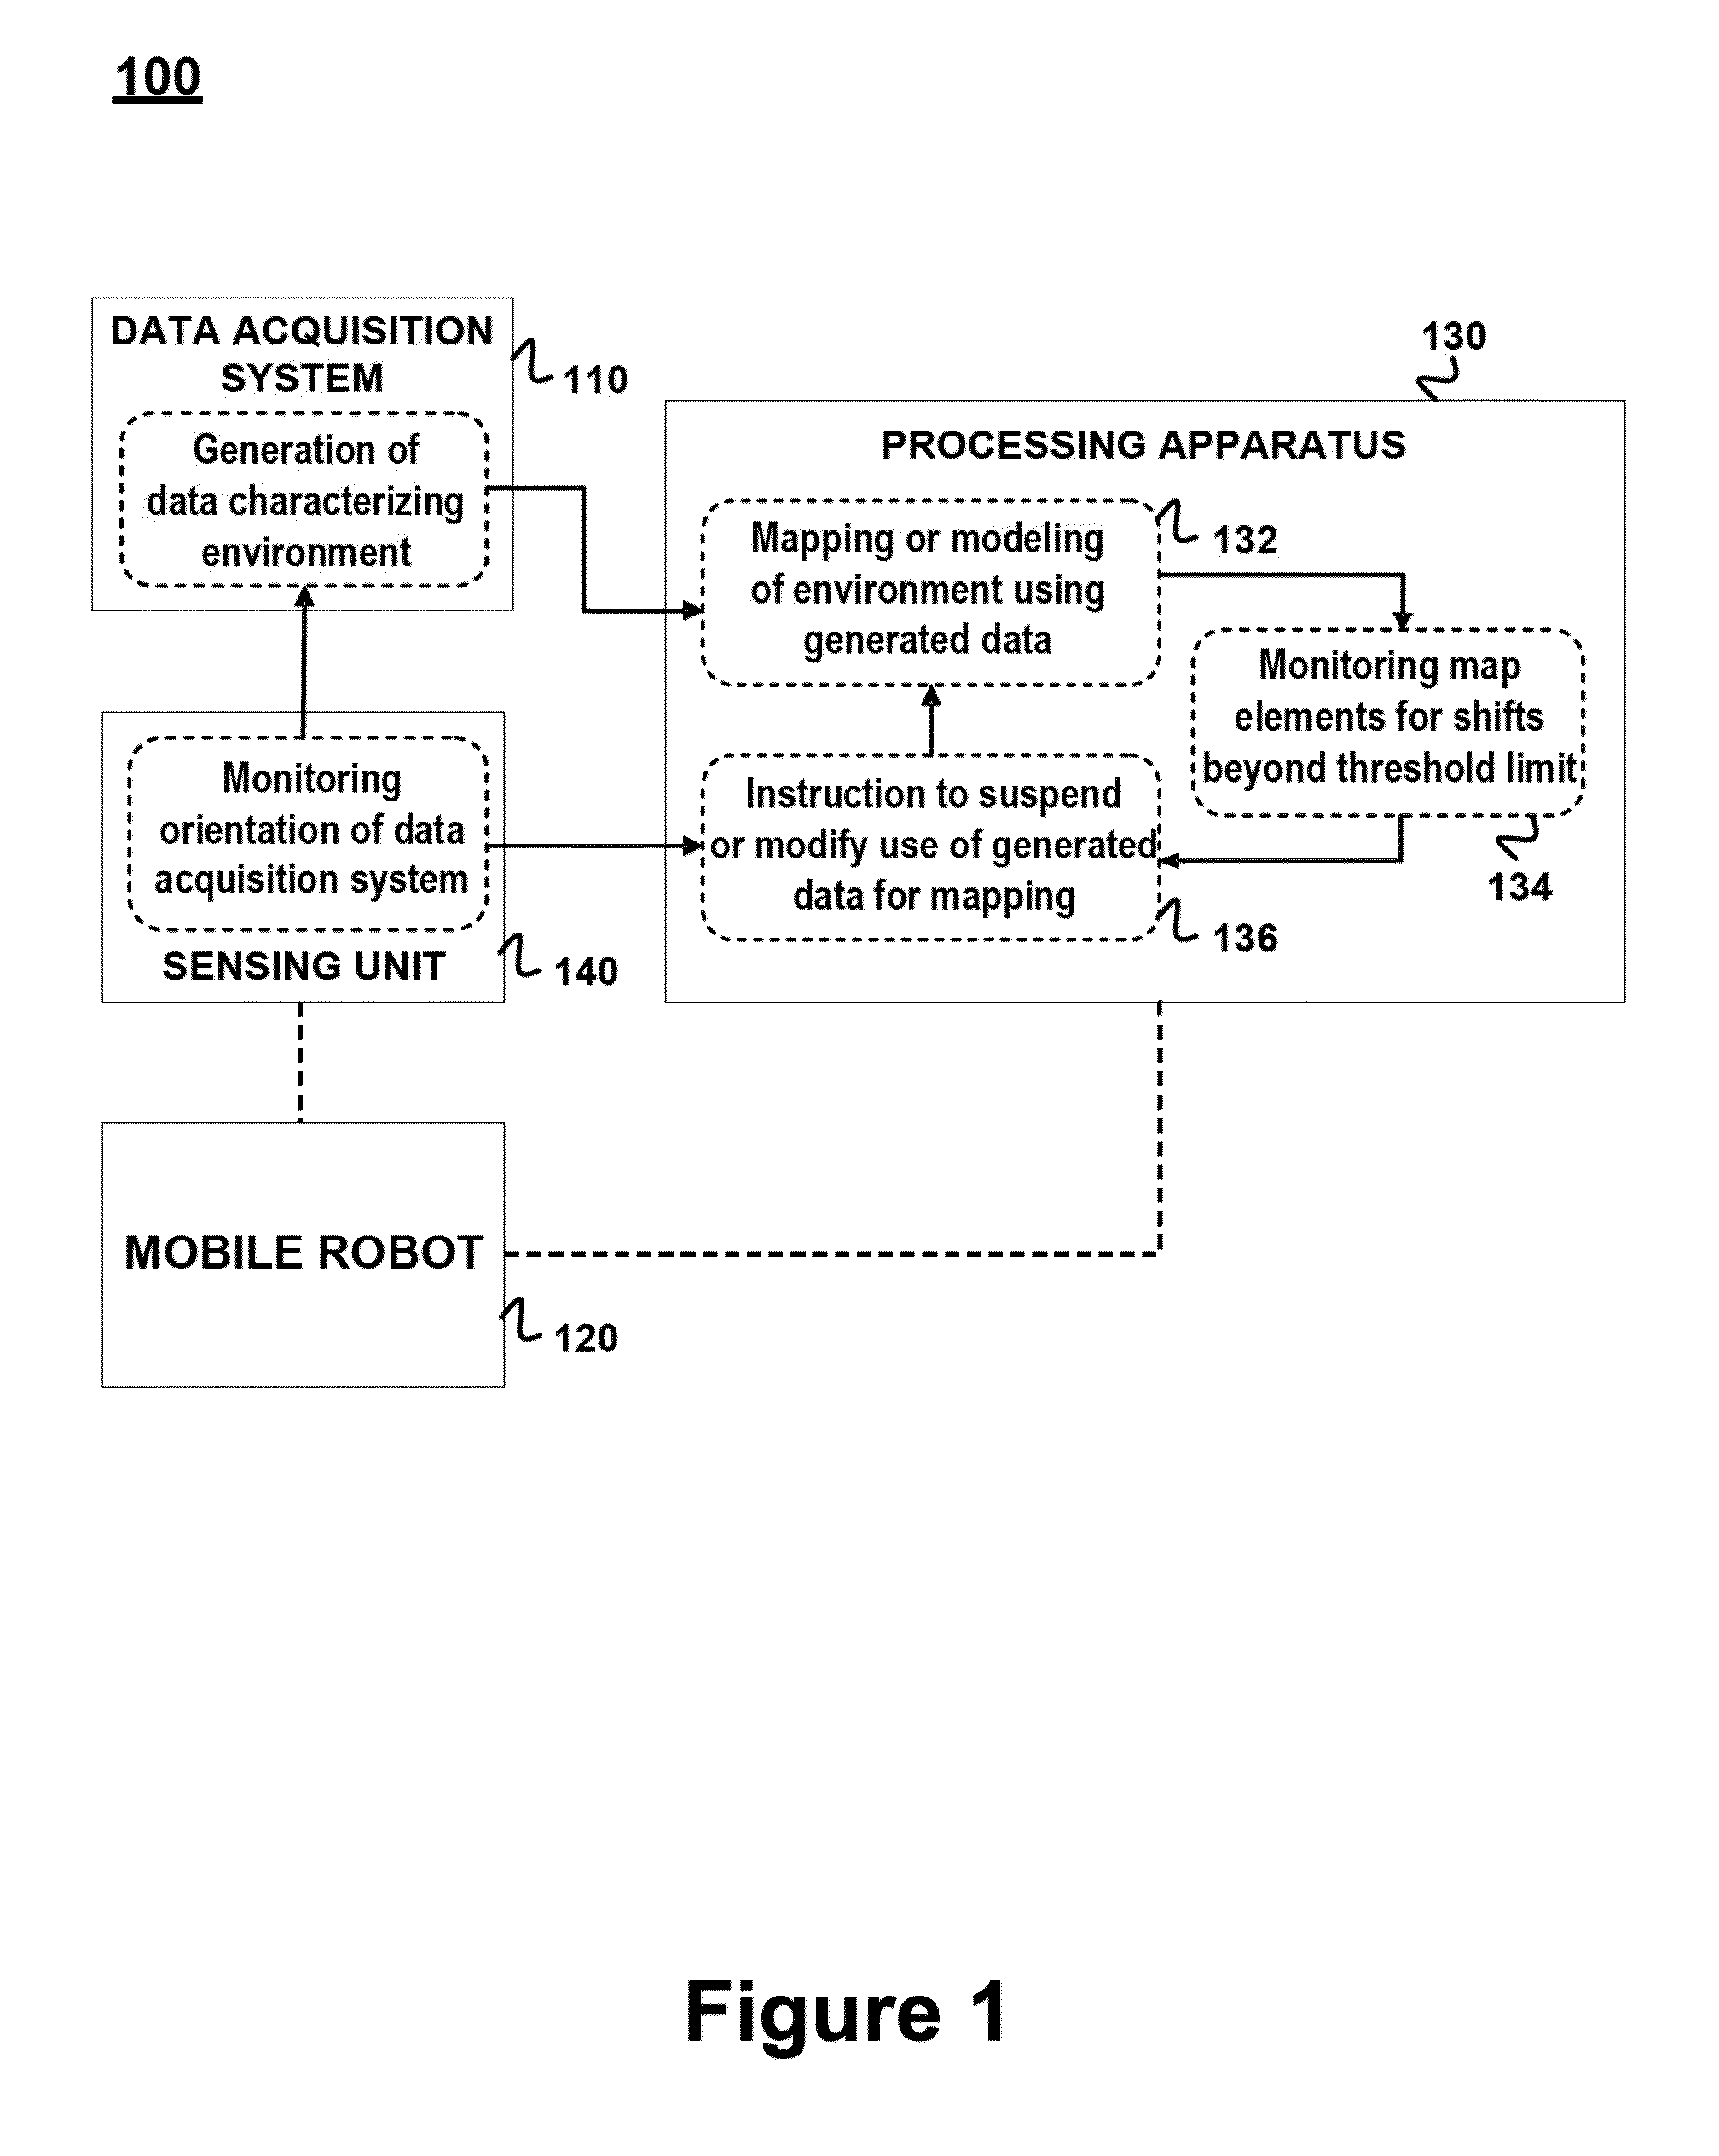 100
DATA ACQUISITION
SYSTEM
110
Generation of
data characterizing
environment
130
PROCESSING APPARATUS
Mapping or modeling
of environment using
generated data
132
Monitoring map
elements for shifts
beyond threshold limit
134
Monitoring
orientation of data
acquisition system
SENSING UNIT
140
Instruction to suspend
or modify use of generated
data for mapping
136
MOBILE ROBOT
120
Figure 1